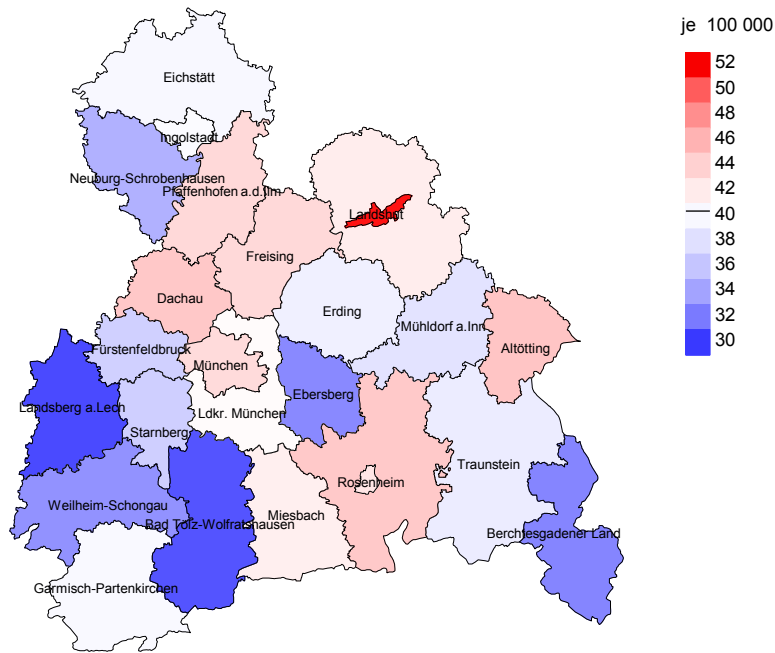 je 100 000
52
50
48
46
44
42
40
38
36
34
32
30
Eichstätt
Ingolstadt
Neuburg-Schrobenhausen
Pfaffenhofen a.d.Ilm
Landshut
Freising
Dachau
Erding
Mühldorf a.Inn
Altötting
Fürstenfeldbruck
München
Ebersberg
Landsberg a.Lech
Ldkr. München
Starnberg
Traunstein
Rosenheim
Weilheim-Schongau
Miesbach
Bad Tölz-Wolfratshausen
Berchtesgadener Land
Garmisch-Partenkirchen